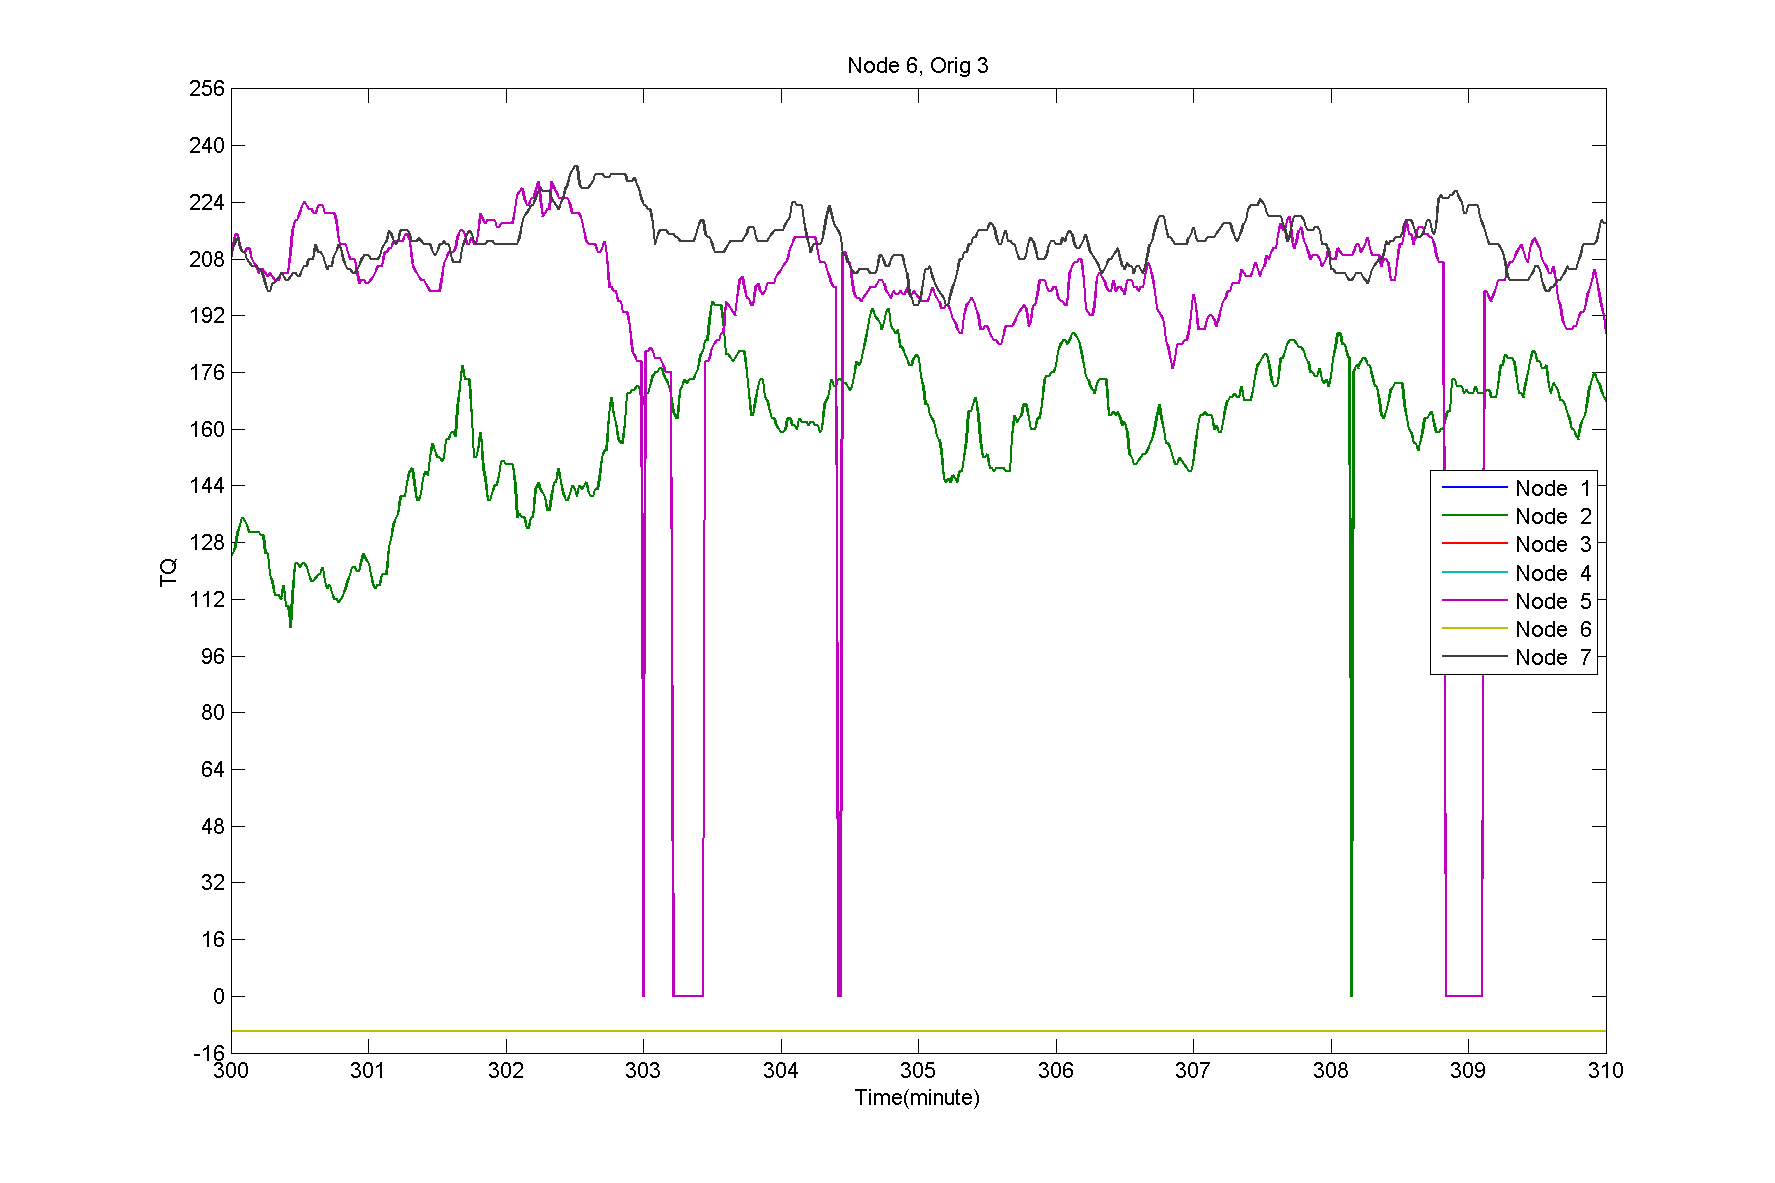 Node 6, Orig 3
256
240
224
208
192
176
160
144
128
112
96
80
64
48
32
16
0
-16
TQ
Node 1
Node 2
Node 3
Node 4
Node 5
Node 6
Node 7
300 301 302 303 304 305 306 307 308 309 310
Time(minute)